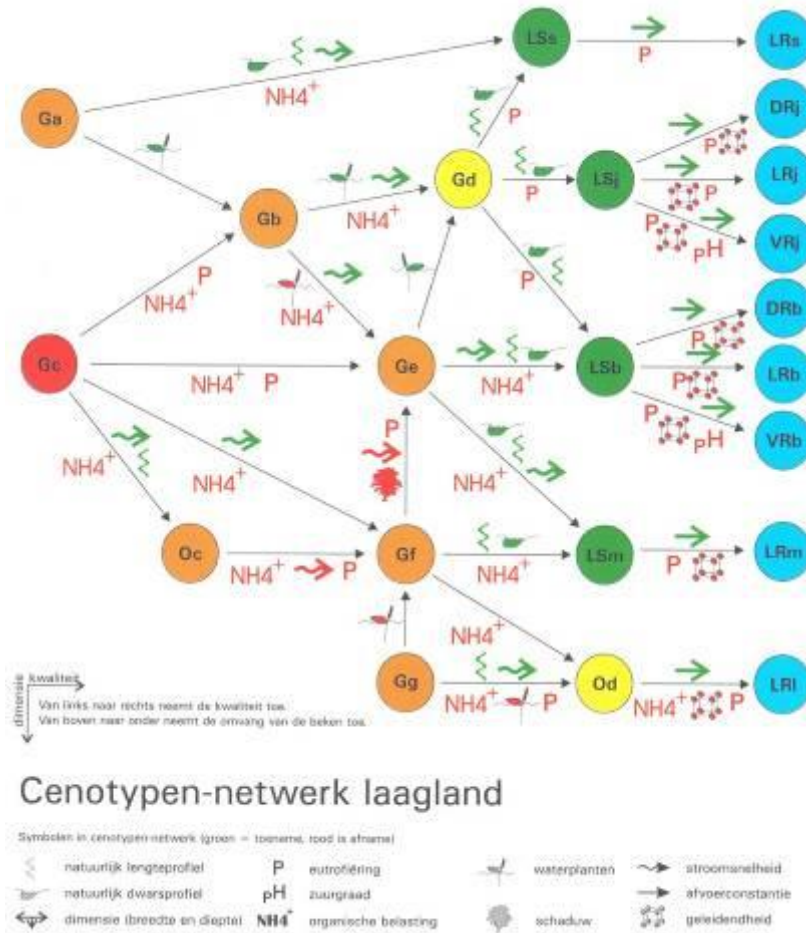 LSs P LRs
NH4+
Ga DRj
P P
NH4+ Gd P LSj P LRj
Gb P
NH4+ P pH VRj
P
NH4+ NH4+ DRb
P
Gc NH4+ P Ge NH4+ LSb P LRb
P pH VRb
P
NH4+ NH4+ NH4+
Oc NH4+ P Gf NH4+ LSm P LRm
NH4+
Gg NH4+ P Od NH4+ P LRl
kwaliteit
dimensie
Van links naar rechts neemt de kwaliteit toe.
Van boven naar onder neemt de omvang van de beken toe.
Cenotypen-netwerk laagland
Symbolen in cenotypen-netwerk (groen = toename, rood is afname)
natuurlijk lengteprofiel P eutrofiëring waterplanten stroomsnelheid
natuurlijk dwarsprofiel pH zuurgraad afvoerconstantie
dimensie (breedte en diepte) NH4+ organische belasting schaduw geleidendheid